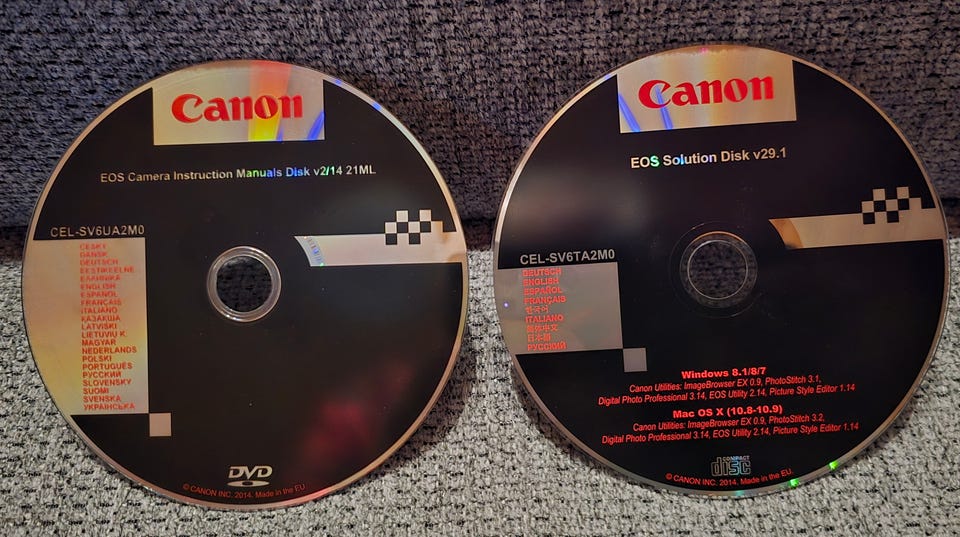 Canon
EOS Camera Instruction Manuals Disk v2/14 21ML
CEL-SV6UA2M0
ČESKY
DANSK
DEUTSCH
EESTIKEELNE
ΕΛΛΗΝΙΚΑ
ENGLISH
ESPAÑOL
FRANÇAIS
ITALIANO
ҚАЗАҚША
LATVISKI
LIETUVIŲ K.
MAGYAR
NEDERLANDS
POLSKI
PORTUGUÊS
РУССКИЙ
SLOVENSKY
SUOMI
SVENSKA
УКРАЇНСЬКА
DVD
© CANON INC. 2014. Made in the EU.
Canon
EOS Solution Disk v29.1
CEL-SV6TA2M0
DEUTSCH
ENGLISH
ESPAÑOL
FRANÇAIS
한국어
ITALIANO
简体中文
日本語
РУССКИЙ
Windows 8.1/8/7
Canon Utilities: ImageBrowser EX 0.9, PhotoStitch 3.1,
Digital Photo Professional 3.14, EOS Utility 2.14, Picture Style Editor 1.14
Mac OS X (10.8-10.9)
Canon Utilities: ImageBrowser EX 0.9, PhotoStitch 3.2,
Digital Photo Professional 3.14, EOS Utility 2.14, Picture Style Editor 1.14
COMPACT
disc
© CANON INC. 2014. Made in the EU.